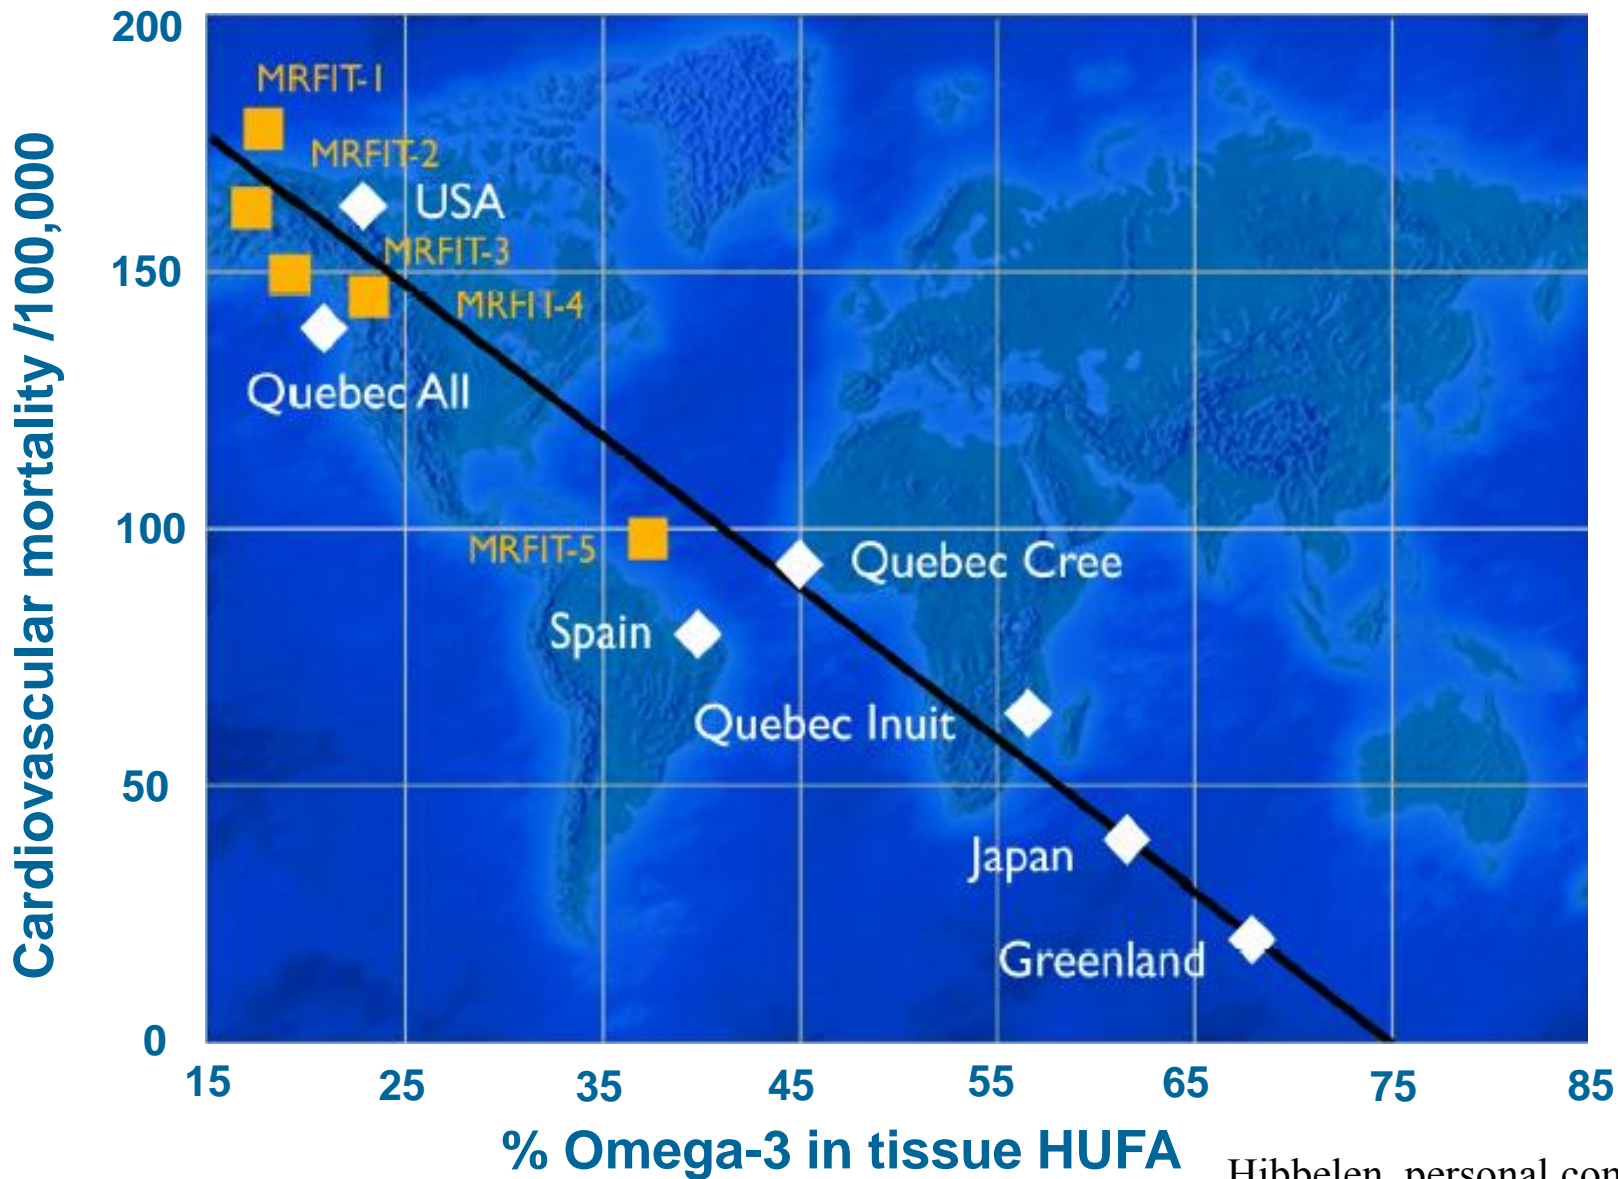 200
MRFIT-1
MRFIT-2
USA
MRFIT-3
150
MRFIT-4
Quebec All
100
MRFIT-5
Quebec Cree
Spain
Quebec Inuit
50
Japan
Greenland
0
15 25 35 45 55 65 75 85
Cardiovascular mortality /100,000
% Omega-3 in tissue HUFA
Hibbelen, personal